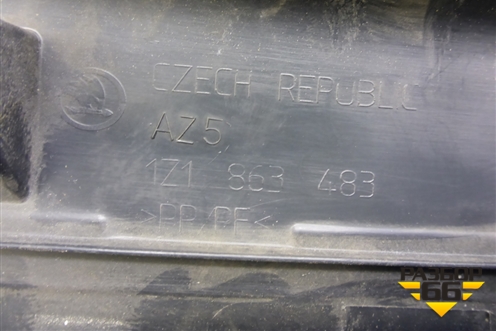 CZECH REPUBLIC
AZ5
1Z1 863 483
>PP,PE<
РАЗБОР
66